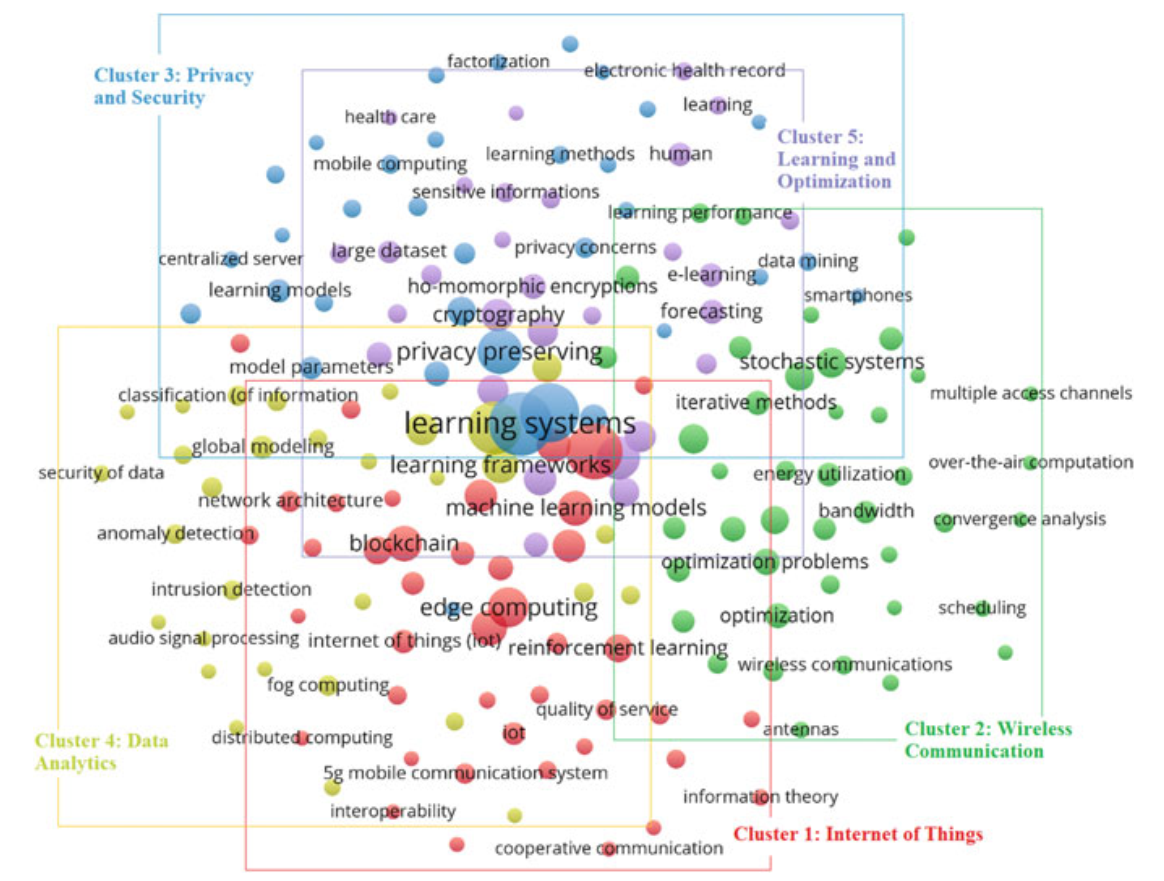 factorization
electronic health record
Cluster 3: Privacy
and Security
learning
health care
Cluster 5:
Learning and
Optimization
learning methods
human
mobile computing
sensitive informations
learning performance
large dataset
privacy concerns
centralized server
data mining
e-learning
learning models
ho-momorphic encryptions
smartphones
cryptography
forecasting
privacy preserving
stochastic systems
model parameters
classification (of information
multiple access channels
iterative methods
learning systems
global modeling
over-the-air computation
learning frameworks
security of data
energy utilization
network architecture
machine learning models
bandwidth
convergence analysis
anomaly detection
blockchain
optimization problems
intrusion detection
edge computing
scheduling
optimization
audio signal processing
internet of things (iot)
reinforcement learning
wireless communications
fog computing
quality of service
antennas
Cluster 2: Wireless
Communication
iot
distributed computing
Cluster 4: Data
Analytics
5g mobile communication system
information theory
interoperability
Cluster 1: Internet of Things
cooperative communication